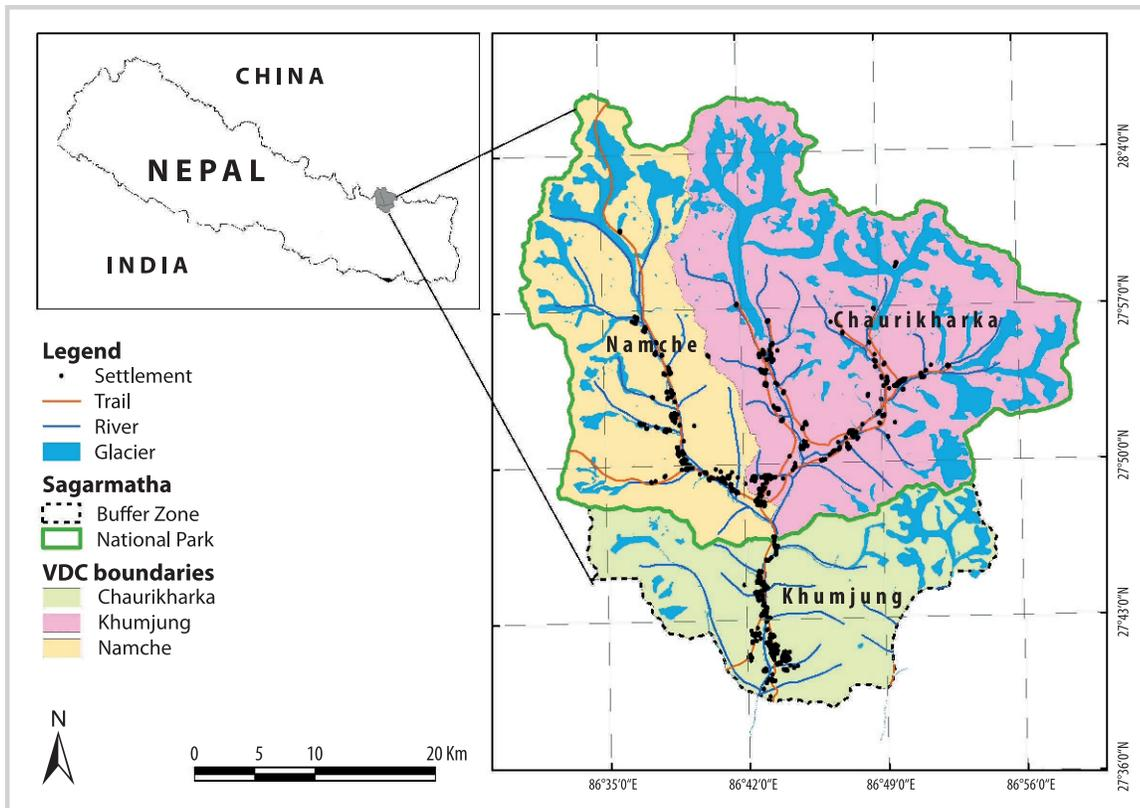 CHINA
NEPAL
INDIA
Legend
Settlement
Trail
River
Glacier
Sagarmatha
Buffer Zone
National Park
VDC boundaries
Chaurikharka
Khumjung
Namche
N
0 5 10 20 Km
Namche
Chaurikharka
Khumjung
28°4'0"N
27°57'0"N
27°50'0"N
27°43'0"N
27°36'0"N
86°35'0"E 86°42'0"E 86°49'0"E 86°56'0"E